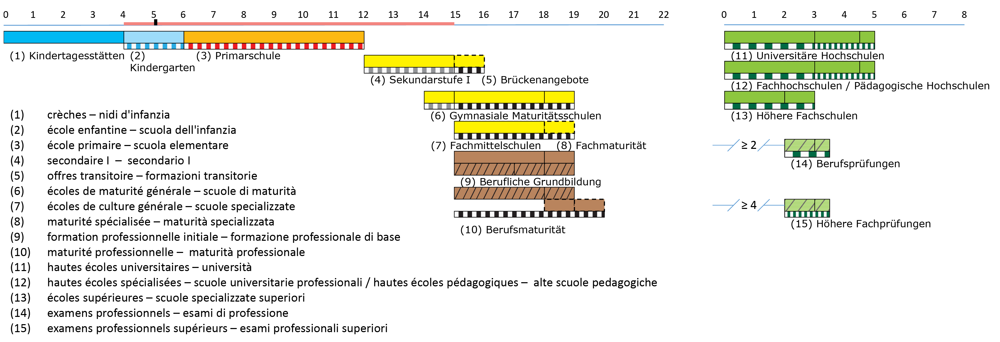 0 1 2 3 4 5 6 7 8 9 10 11 12 13 14 15 16 17 18 19 20 21 22
0 1 2 3 4 5 6 7 8
(1) Kindertagesstätten
(2)
Kindergarten
(3) Primarschule
(4) Sekundarstufe I
(5) Brückenangebote
(6) Gymnasiale Maturitätsschulen
(7) Fachmittelschulen
(8) Fachmaturität
(9) Berufliche Grundbildung
(10) Berufsmaturität
(11) Universitäre Hochschulen
(12) Fachhochschulen / Pädagogische Hochschulen
(13) Höhere Fachschulen
≥ 2
(14) Berufsprüfungen
≥ 4
(15) Höhere Fachprüfungen
(1) crèches – nidi d'infanzia
(2) école enfantine – scuola dell'infanzia
(3) école primaire – scuola elementare
(4) secondaire I – secondario I
(5) offres transitoire – formazioni transitorie
(6) écoles de maturité générale – scuole di maturità
(7) écoles de culture générale – scuole specializzate
(8) maturité spécialisée – maturità specializzata
(9) formation professionnelle initiale – formazione professionale di base
(10) maturité professionnelle – maturità professionale
(11) hautes écoles universitaires – università
(12) hautes écoles spécialisées – scuole universitarie professionali / hautes écoles pédagogiques – alte scuole pedagogiche
(13) écoles supérieures – scuole specializzate superiori
(14) examens professionnels – esami di professione
(15) examens professionnels supérieurs – esami professionali superiori